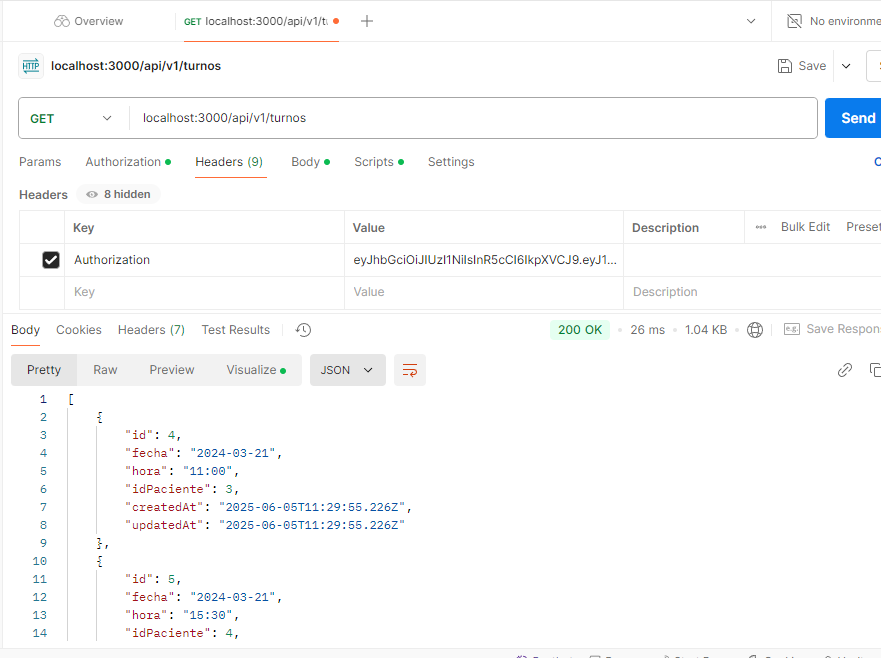 Overview
GET localhost:3000/api/v1/tu
No environme
HTTP localhost:3000/api/v1/turnos
Save
GET localhost:3000/api/v1/turnos Send
Params Authorization Headers (9) Body Scripts Settings
Headers 8 hidden
Key Value Description Bulk Edit Preset
Authorization eyJhbGciOiJIUzI1NiIsInR5cCI6IkpXVCJ9.eyJ1...
Key Value Description
Body Cookies Headers (7) Test Results 200 OK 26 ms 1.04 KB e.g. Save Respon
Pretty Raw Preview Visualize JSON
1 [
2 {
3 "id": 4,
4 "fecha": "2024-03-21",
5 "hora": "11:00",
6 "idPaciente": 3,
7 "createdAt": "2025-06-05T11:29:55.226Z",
8 "updatedAt": "2025-06-05T11:29:55.226Z"
9 },
10 {
11 "id": 5,
12 "fecha": "2024-03-21",
13 "hora": "15:30",
14 "idPaciente": 4,